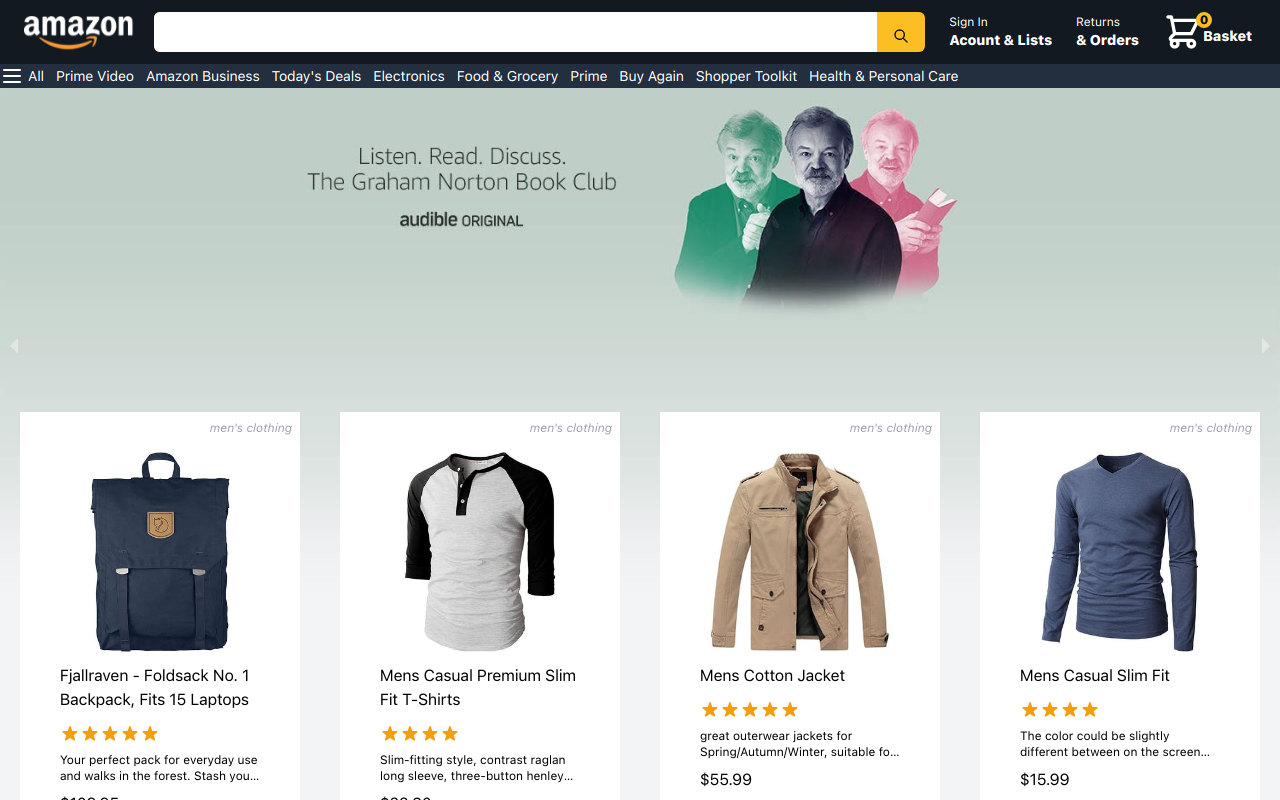 amazon
Sign In
Acount & Lists
Returns
& Orders
0
Basket
All Prime Video Amazon Business Today's Deals Electronics Food & Grocery Prime Buy Again Shopper Toolkit Health & Personal Care
Listen. Read. Discuss.
The Graham Norton Book Club
audible ORIGINAL
men's clothing
Fjallraven - Foldsack No. 1
Backpack, Fits 15 Laptops
Your perfect pack for everyday use
and walks in the forest. Stash you...
men's clothing
Mens Casual Premium Slim
Fit T-Shirts
Slim-fitting style, contrast raglan
long sleeve, three-button henley...
men's clothing
Mens Cotton Jacket
great outerwear jackets for
Spring/Autumn/Winter, suitable fo...
$55.99
men's clothing
Mens Casual Slim Fit
The color could be slightly
different between on the screen...
$15.99